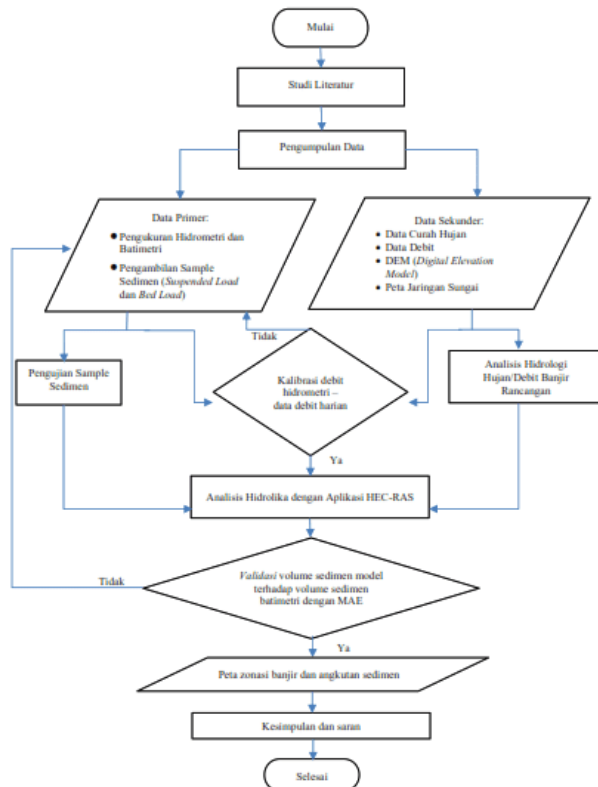 Mulai
Studi Literatur
Pengumpulan Data
Data Primer:
● Pengukuran Hidrometri dan
Batimetri
● Pengambilan Sample
Sedimen (Suspended Load
dan Bed Load)
Data Sekunder:
• Data Curah Hujan
• Data Debit
• DEM (Digital Elevation
Model)
• Peta Jaringan Sungai
Tidak
Pengujian Sample
Sedimen
Kalibrasi debit
hidrometri –
data debit harian
Analisis Hidrologi
Hujan/Debit Banjir
Rancangan
Ya
Analisis Hidrolika dengan Aplikasi HEC-RAS
Tidak
Validasi volume sedimen model
terhadap volume sedimen
batimetri dengan MAE
Ya
Peta zonasi banjir dan angkutan sedimen
Kesimpulan dan saran
Selesai